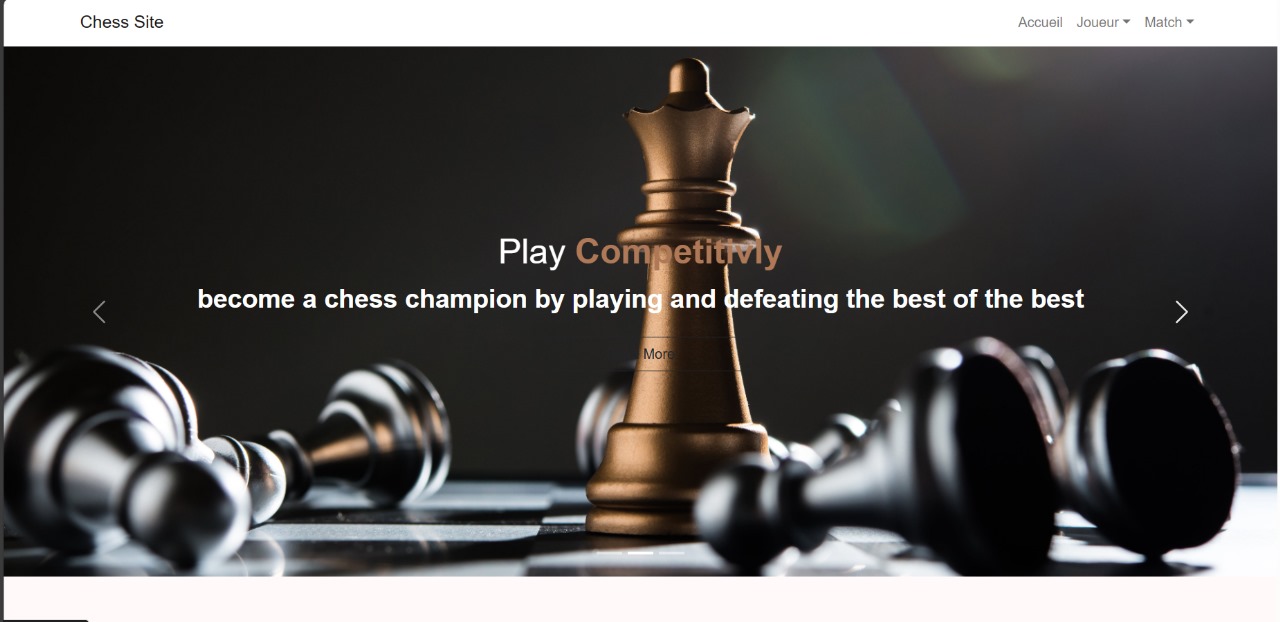 Chess Site
Accueil Joueur Match
Play Competitivly
become a chess champion by playing and defeating the best of the best
More